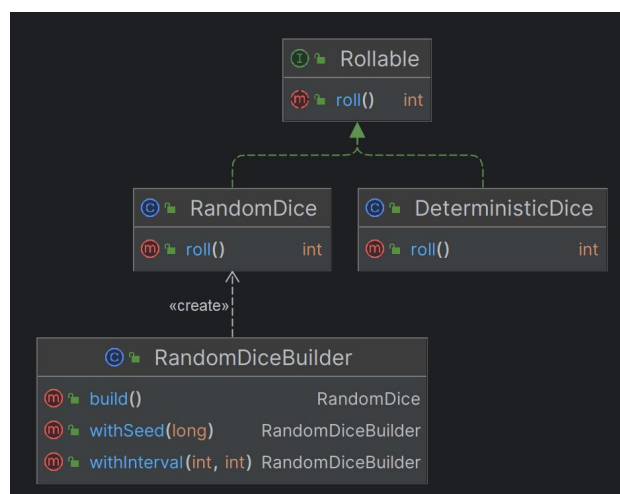 Rollable
roll() int
RandomDice
roll() int
DeterministicDice
roll() int
«create»
RandomDiceBuilder
build() RandomDice
withSeed(long) RandomDiceBuilder
withInterval(int, int) RandomDiceBuilder